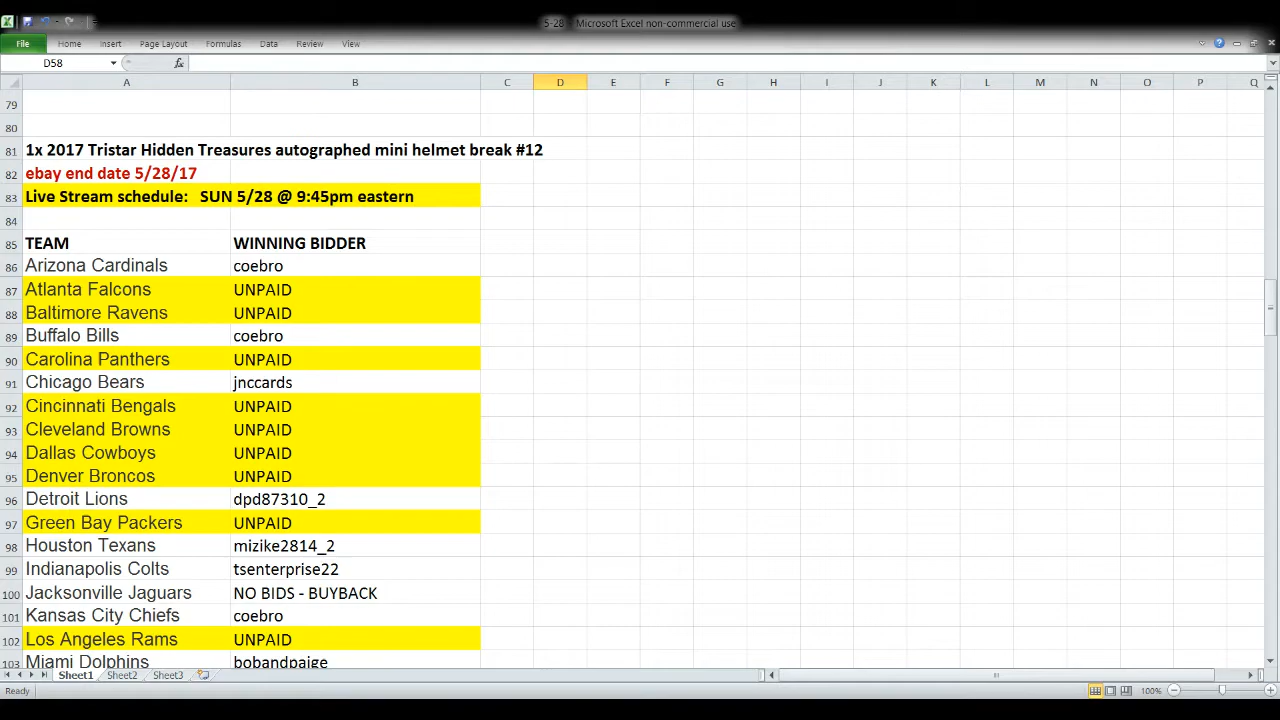 5-28 - Microsoft Excel non-commercial use
File Home Insert Page Layout Formulas Data Review View
D58 fx
A B C D E F G H I J K L M N O P Q
79
80
81 1x 2017 Tristar Hidden Treasures autographed mini helmet break #12
82 ebay end date 5/28/17
83 Live Stream schedule: SUN 5/28 @ 9:45pm eastern
84
85 TEAM WINNING BIDDER
86 Arizona Cardinals coebro
87 Atlanta Falcons UNPAID
88 Baltimore Ravens UNPAID
89 Buffalo Bills coebro
90 Carolina Panthers UNPAID
91 Chicago Bears jnccards
92 Cincinnati Bengals UNPAID
93 Cleveland Browns UNPAID
94 Dallas Cowboys UNPAID
95 Denver Broncos UNPAID
96 Detroit Lions dpd87310_2
97 Green Bay Packers UNPAID
98 Houston Texans mizike2814_2
99 Indianapolis Colts tsenterprise22
100 Jacksonville Jaguars NO BIDS - BUYBACK
101 Kansas City Chiefs coebro
102 Los Angeles Rams UNPAID
103 Miami Dolphins bobandpaige
Sheet1 Sheet2 Sheet3
Ready 100%